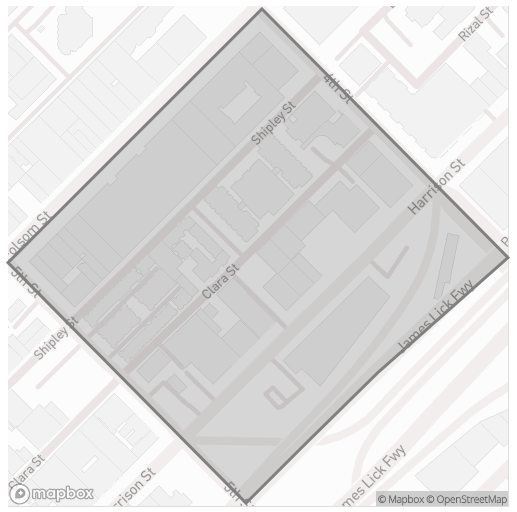 Rizal St
4th St
Shipley St
Harrison St
olsom St
5th St
Clara St
James Lick Fwy
Shipley St
Clara St
rrison St
5th S
mes Lick Fwy
P
mapbox
© Mapbox © OpenStreetMap